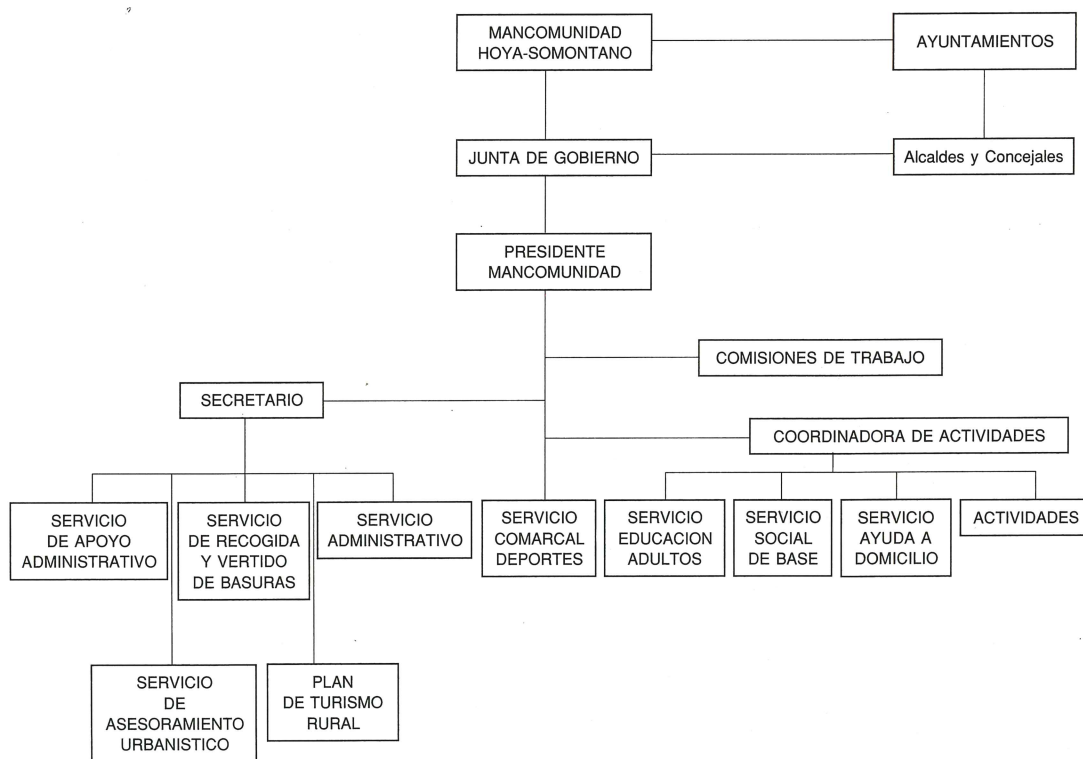 MANCOMUNIDAD
HOYA-SOMONTANO
AYUNTAMIENTOS
JUNTA DE GOBIERNO
Alcaldes y Concejales
PRESIDENTE
MANCOMUNIDAD
COMISIONES DE TRABAJO
SECRETARIO
COORDINADORA DE ACTIVIDADES
SERVICIO
DE APOYO
ADMINISTRATIVO
SERVICIO
DE RECOGIDA
Y VERTIDO
DE BASURAS
SERVICIO
ADMINISTRATIVO
SERVICIO
COMARCAL
DEPORTES
SERVICIO
EDUCACION
ADULTOS
SERVICIO
SOCIAL
DE BASE
SERVICIO
AYUDA A
DOMICILIO
ACTIVIDADES
SERVICIO
DE
ASESORAMIENTO
URBANISTICO
PLAN
DE TURISMO
RURAL